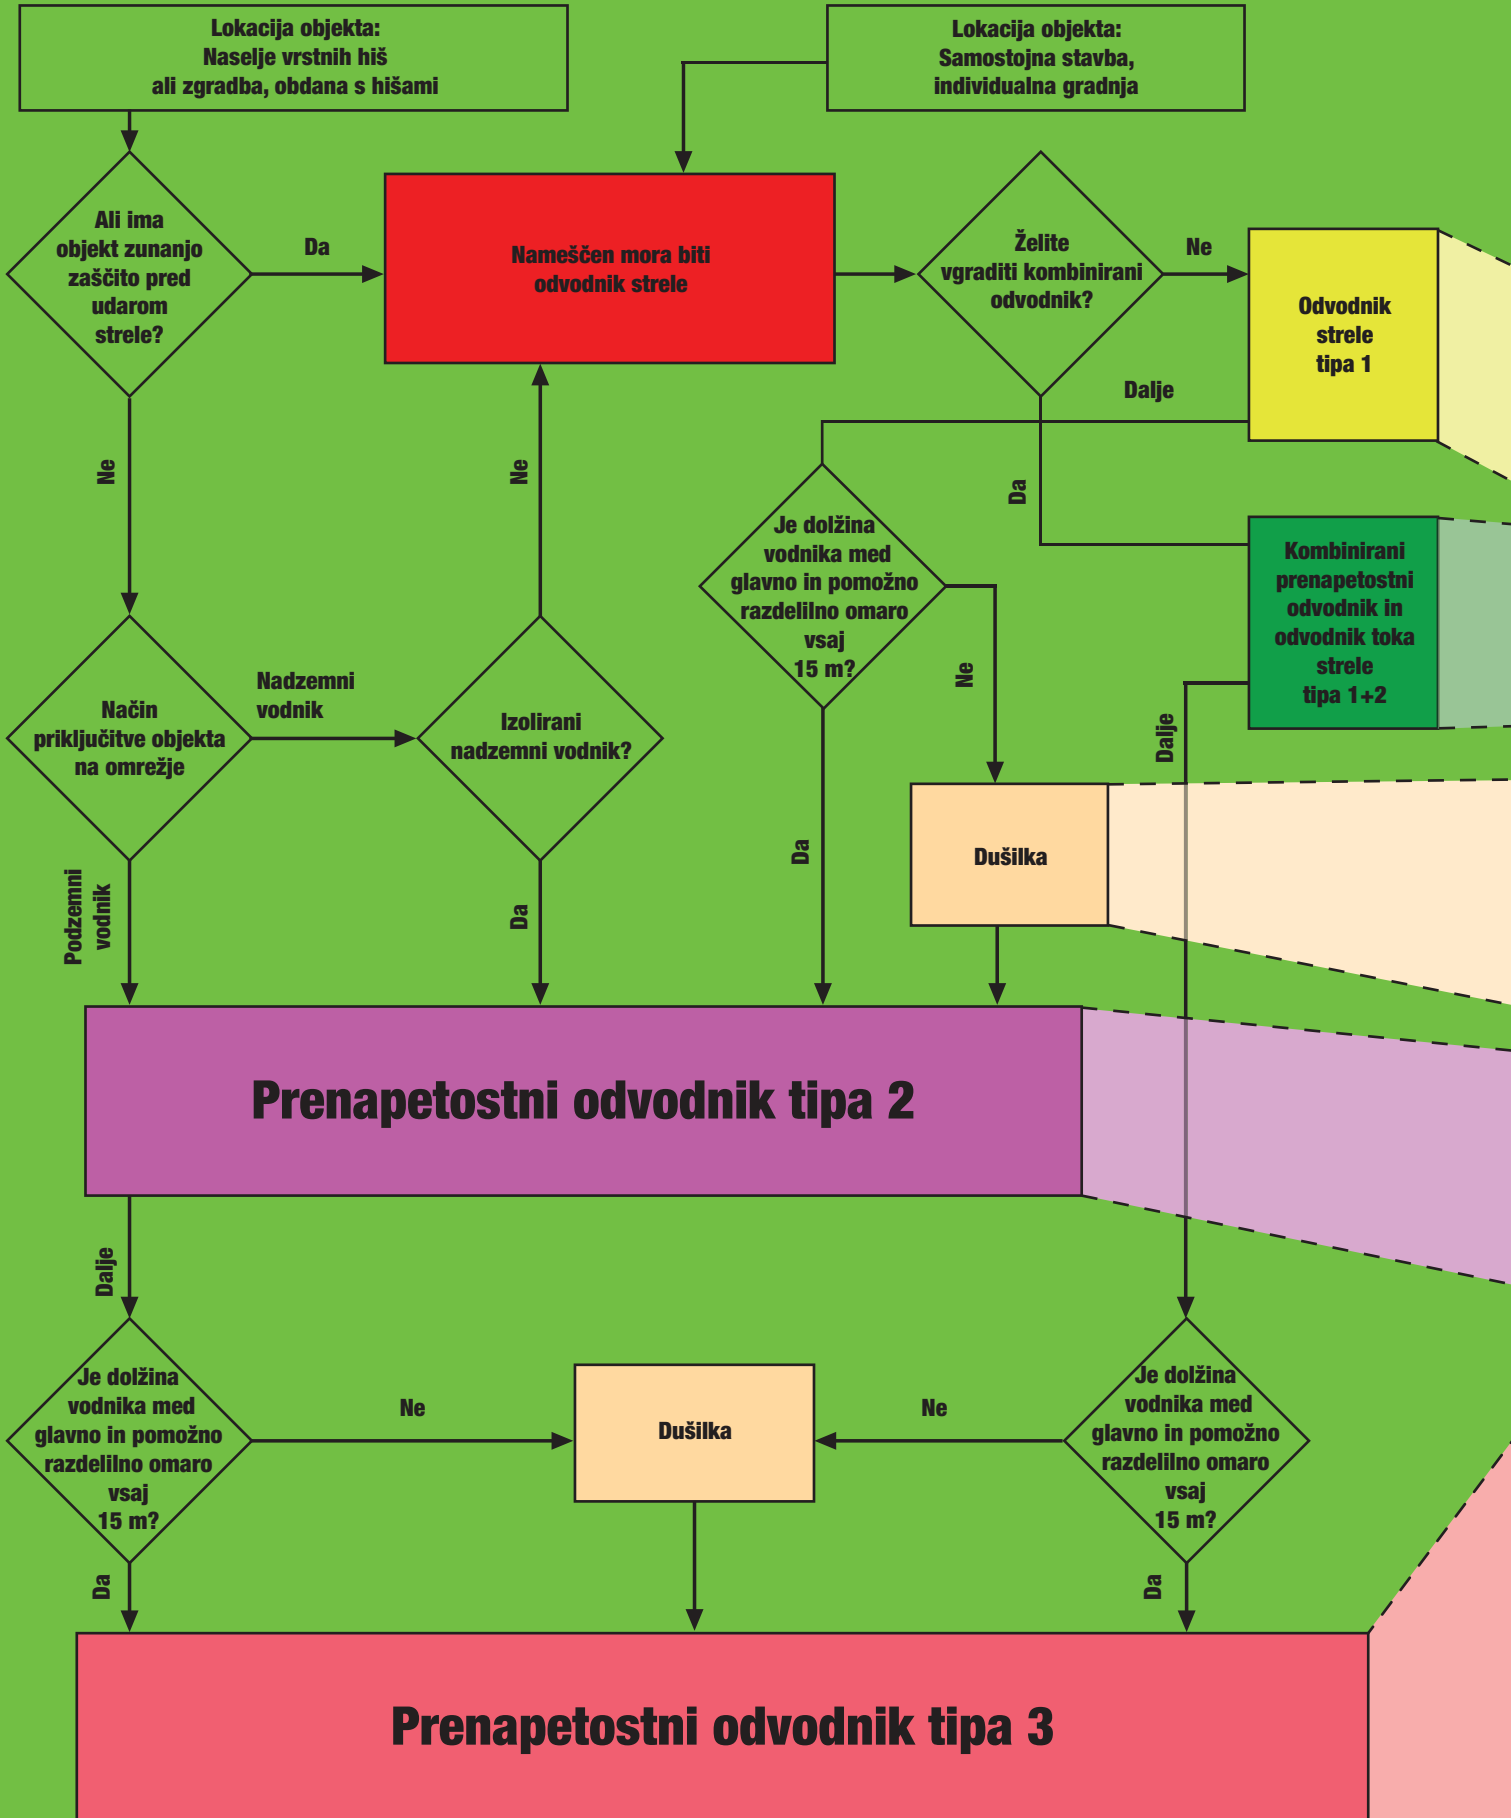 Lokacija objekta:
Naselje vrstnih hiš
ali zgradba, obdana s hišami
Lokacija objekta:
Samostojna stavba,
individualna gradnja
Ali ima
objekt zunanjo
zaščito pred
udarom
strele?
Da
Nameščen mora biti
odvodnik strele
Želite
vgraditi kombinirani
odvodnik?
Ne
Odvodnik
strele
tipa 1
Dalje
Ne
Ne
Da
Je dolžina
vodnika med
glavno in pomožno
razdelilno omaro
vsaj
15 m?
Kombinirani
prenapetostni
odvodnik in
odvodnik toka
strele
tipa 1+2
Ne
Način
priključitve objekta
na omrežje
Nadzemni
vodnik
Izolirani
nadzemni vodnik?
Dalje
Da
Dušilka
Podzemni
vodnik
Da
Prenapetostni odvodnik tipa 2
Dalje
Je dolžina
vodnika med
glavno in pomožno
razdelilno omaro
vsaj
15 m?
Ne
Dušilka
Ne
Je dolžina
vodnika med
glavno in pomožno
razdelilno omaro
vsaj
15 m?
Da
Da
Prenapetostni odvodnik tipa 3